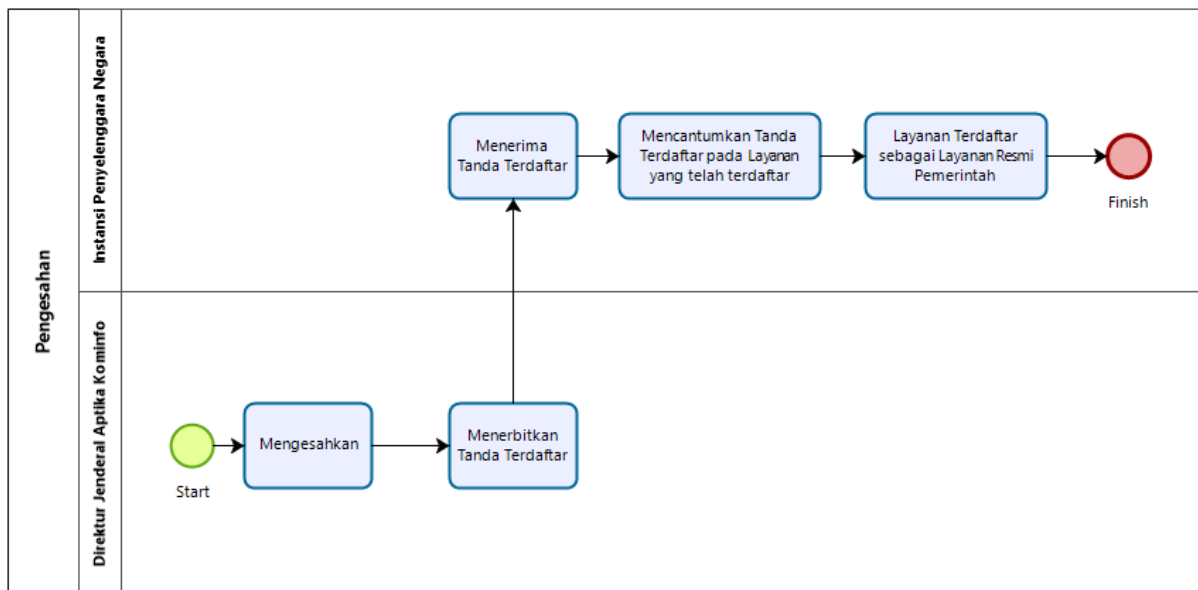 Pengesahan
Instansi Penyelenggara Negara
Menerima
Tanda Terdaftar
Mencantumkan Tanda
Terdaftar pada Layanan
yang telah terdaftar
Layanan Terdaftar
sebagai Layanan Resmi
Pemerintah
Finish
Direktur Jenderal Aptika Kominfo
Start
Mengesahkan
Menerbitkan
Tanda Terdaftar